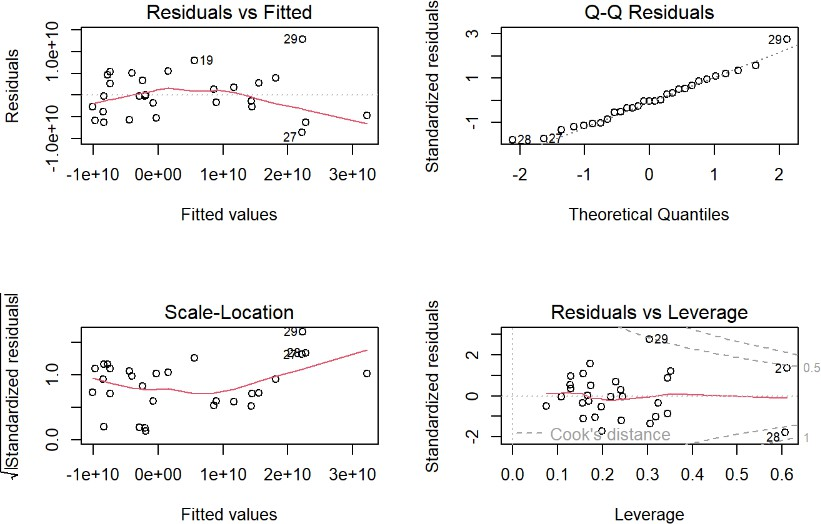 Residuals vs Fitted
Residuals
-1.0e+10 1.0e+10
29
19
27
-1e+10 0e+00 1e+10 2e+10 3e+10
Fitted values
Q-Q Residuals
Standardized residuals
-1 1 3
29
28
27
-2 -1 0 1 2
Theoretical Quantiles
Scale-Location
√|Standardized residuals|
0.0 1.0
29
28
27
-1e+10 0e+00 1e+10 2e+10 3e+10
Fitted values
Residuals vs Leverage
Standardized residuals
-2 0 2
29
2
28
0.5
1
Cook's distance
0.0 0.1 0.2 0.3 0.4 0.5 0.6
Leverage